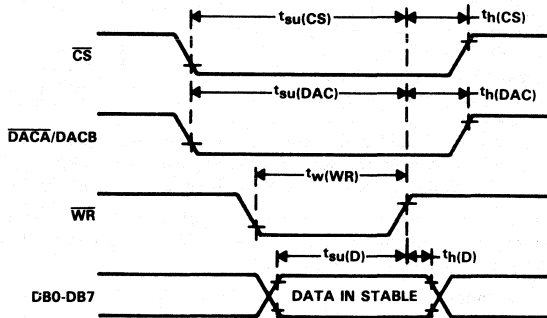 tsu(CS) th(CS)
CS
tsu(DAC) th(DAC)
DACA/DACB
tw(WR)
WR
tsu(D) th(D)
DB0-DB7 DATA IN STABLE